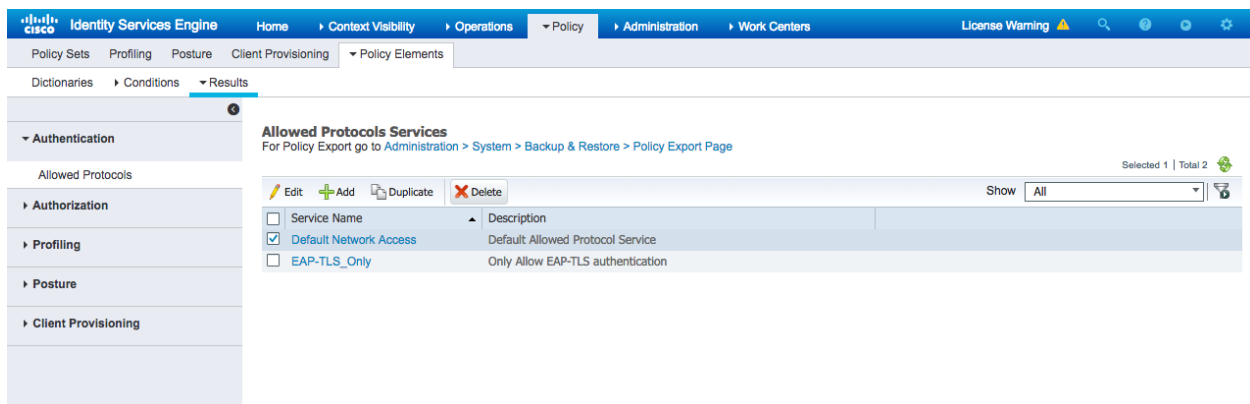 cisco Identity Services Engine Home Context Visibility Operations Policy Administration Work Centers License Warning
Policy Sets Profiling Posture Client Provisioning Policy Elements
Dictionaries Conditions Results
Authentication
Allowed Protocols
Authorization
Profiling
Posture
Client Provisioning
Allowed Protocols Services
For Policy Export go to Administration > System > Backup & Restore > Policy Export Page
Selected 1 | Total 2
Edit Add Duplicate Delete Show All
Service Name Description
Default Network Access Default Allowed Protocol Service
EAP-TLS_Only Only Allow EAP-TLS authentication